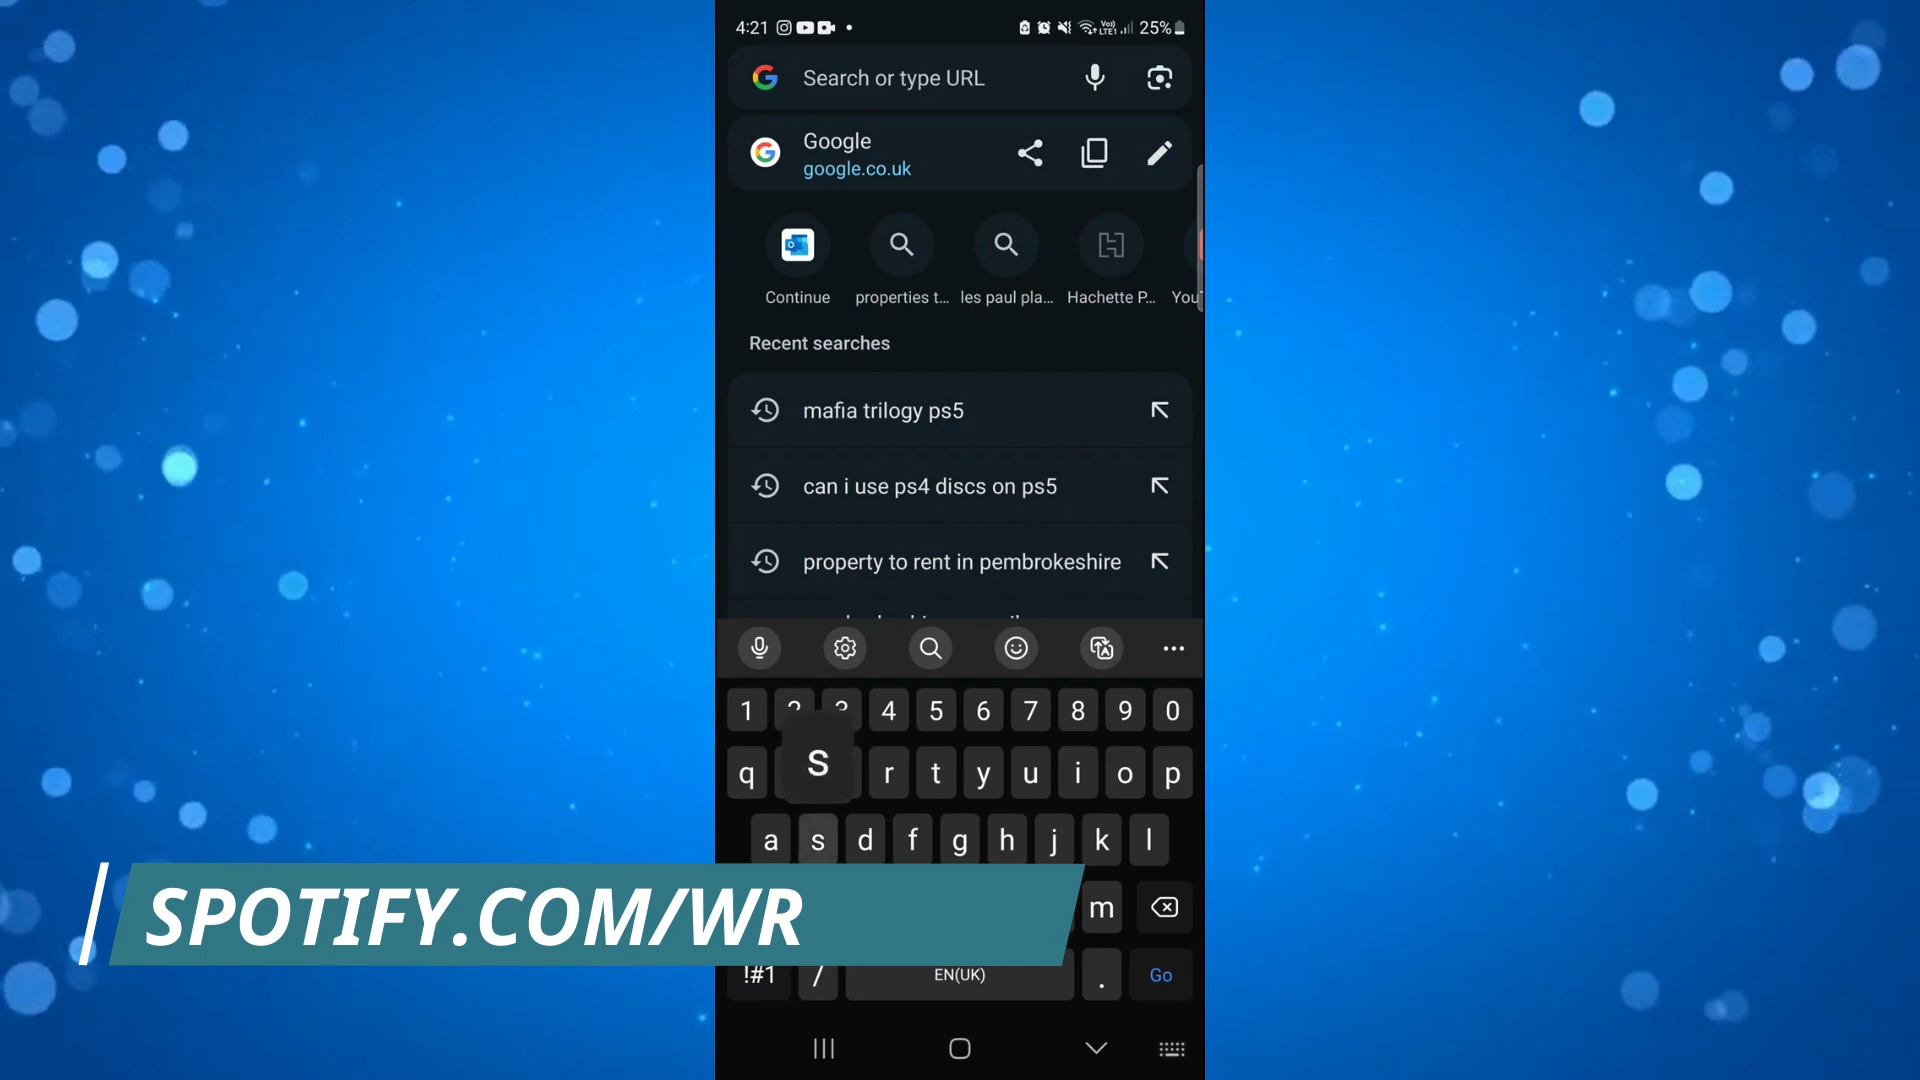 4:21
Vo) LTE1 25%
Search or type URL
Google
google.co.uk
Continue
properties t...
les paul pla...
Hachette P...
You
Recent searches
mafia trilogy ps5
can i use ps4 discs on ps5
property to rent in pembrokeshire
1 2 3 4 5 6 7 8 9 0
q s r t y u i o p
a s d f g h j k l
m
SPOTIFY.COM/WR
!#1 / EN(UK) . Go